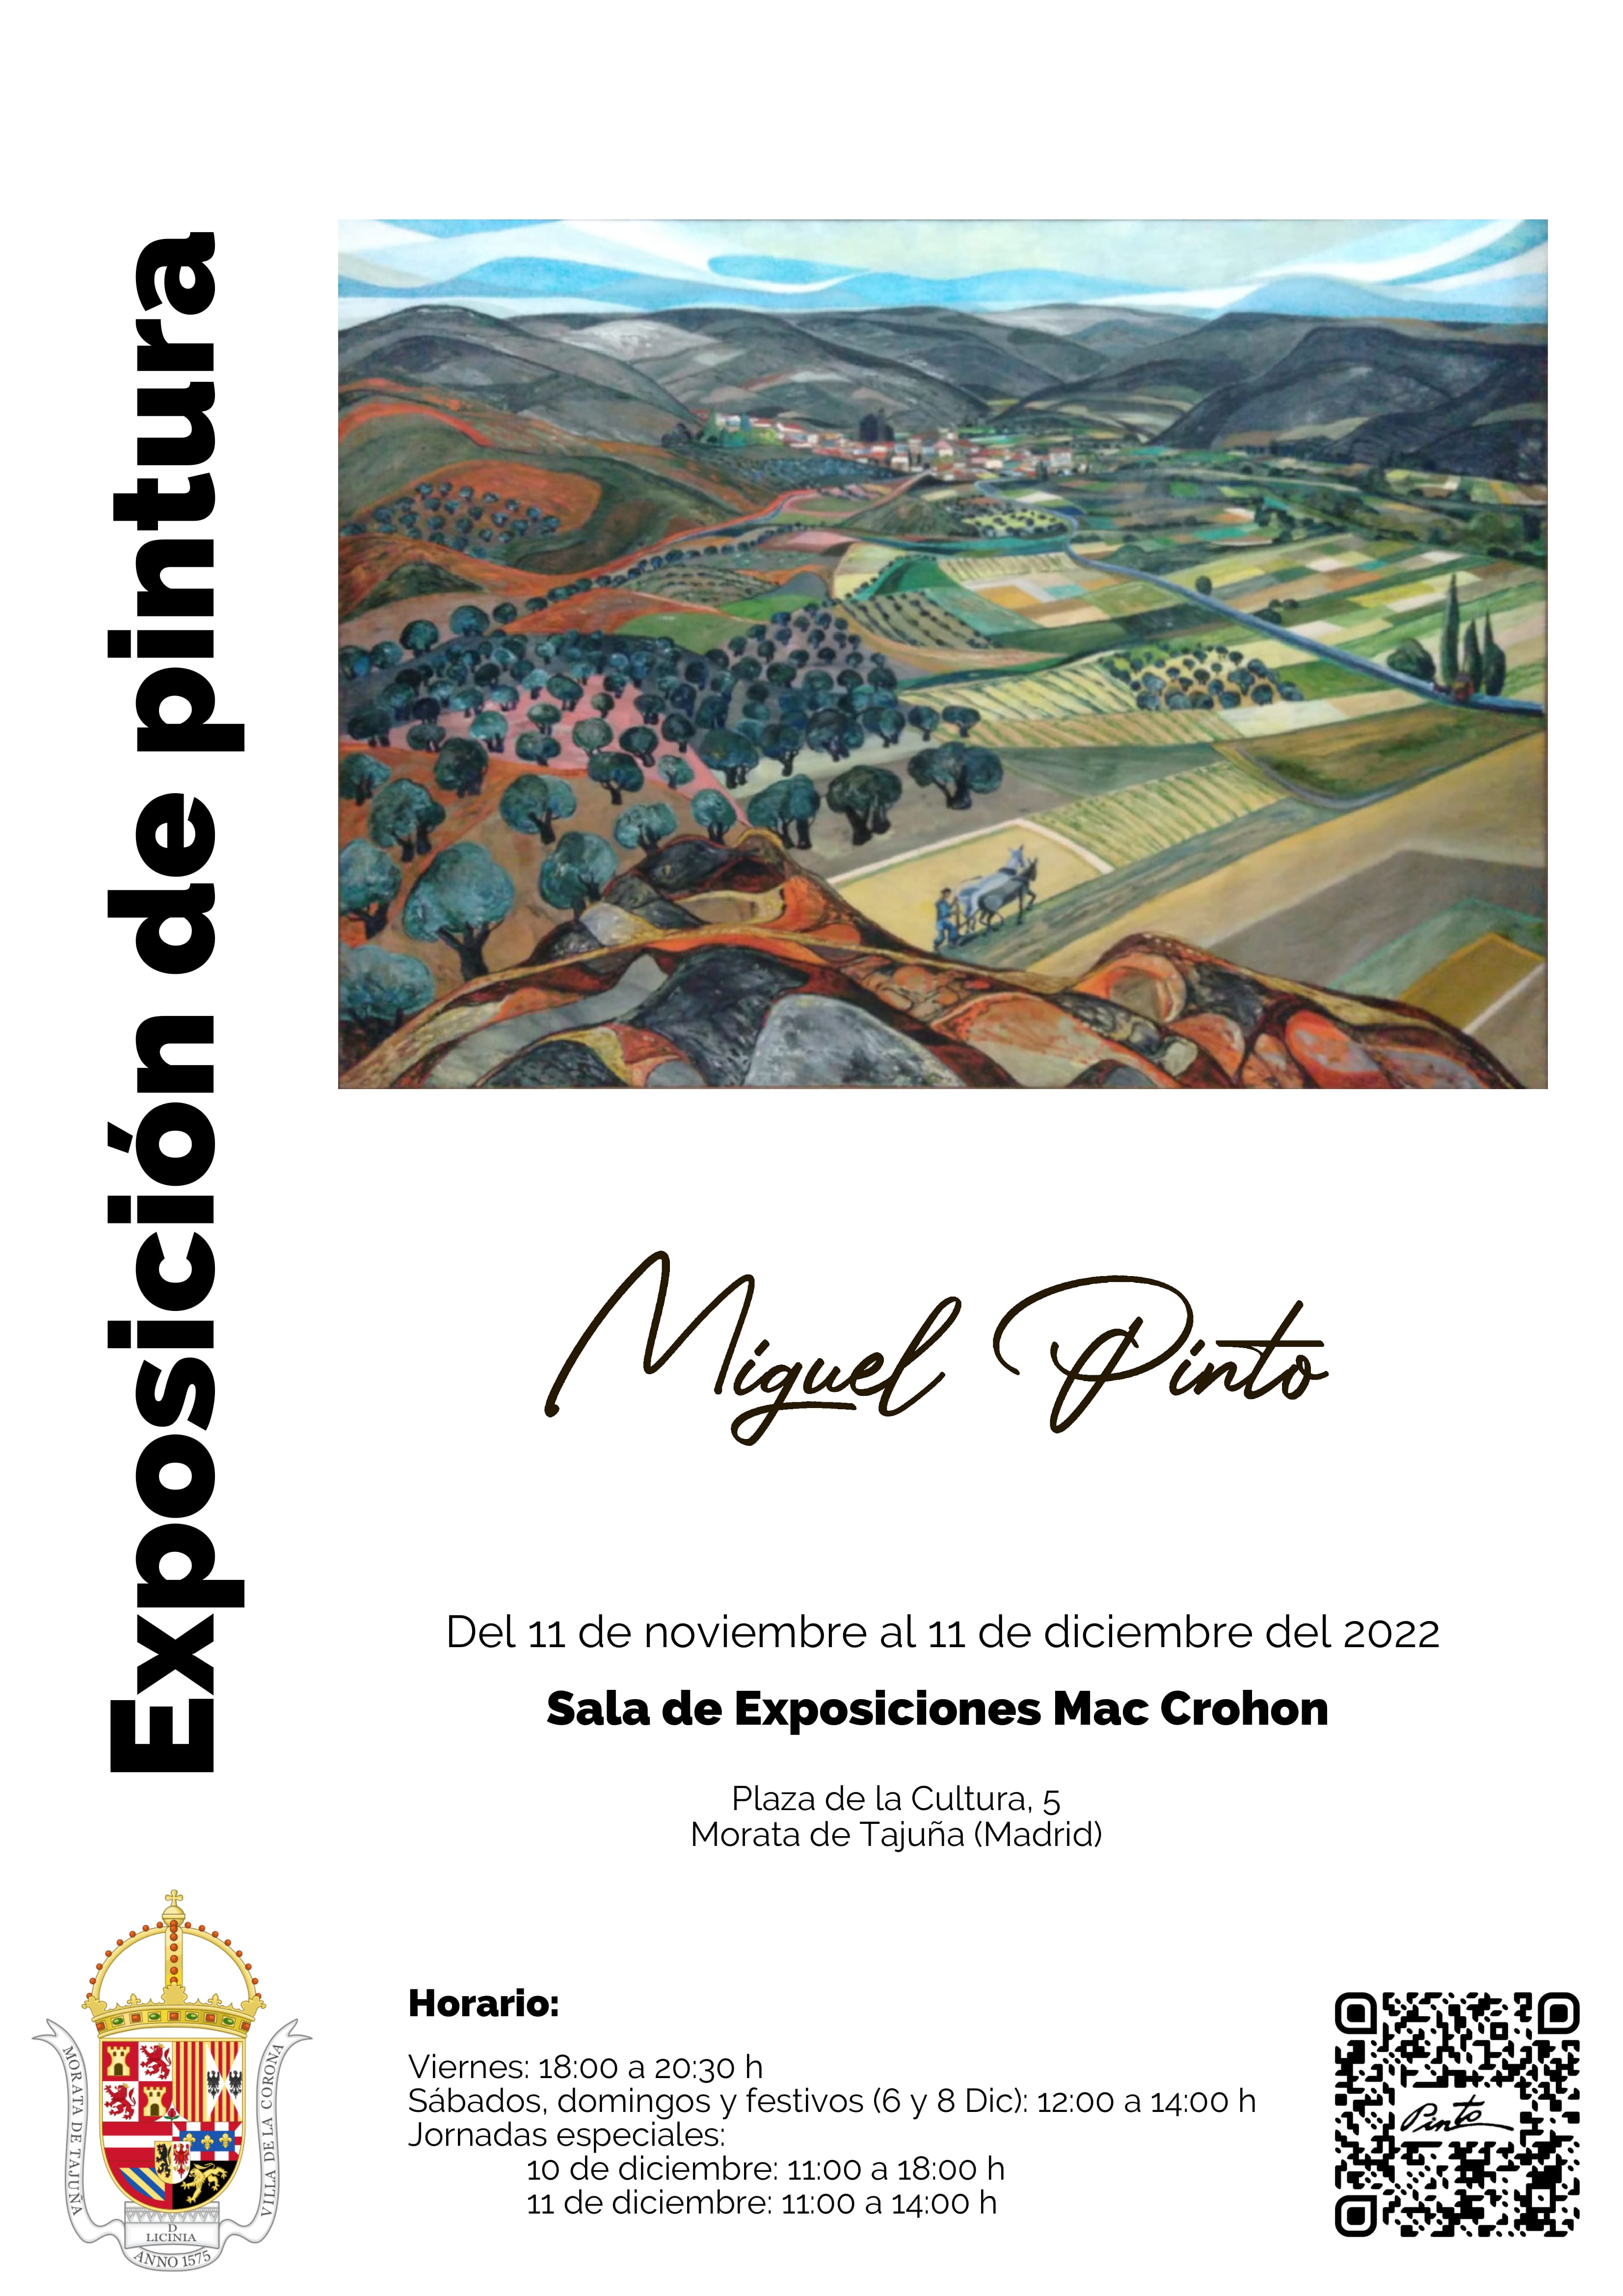 Exposición de pintura
Miguel Pinto
Del 11 de noviembre al 11 de diciembre del 2022
Sala de Exposiciones Mac Crohon
Plaza de la Cultura, 5
Morata de Tajuña (Madrid)
Horario:
Viernes: 18:00 a 20:30 h
Sábados, domingos y festivos (6 y 8 Dic): 12:00 a 14:00 h
Jornadas especiales:
10 de diciembre: 11:00 a 18:00 h
11 de diciembre: 11:00 a 14:00 h
MORATA DE TAJUÑA
VILLA DE LA CORONA
D
LICINIA
ANNO 1575
Pinto